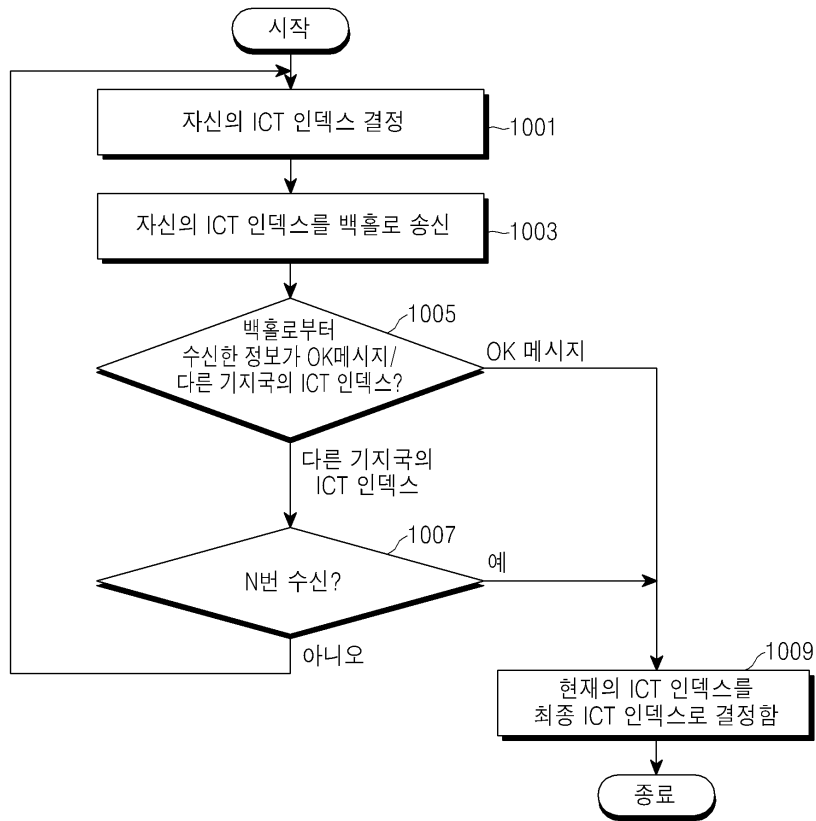 시작
자신의 ICT 인덱스 결정
1001
자신의 ICT 인덱스를 백홀로 송신
1003
1005
백홀로부터
수신한 정보가 OK메시지/
다른 기지국의 ICT 인덱스?
OK 메시지
다른 기지국의
ICT 인덱스
1007
N번 수신?
예
아니오
1009
현재의 ICT 인덱스를
최종 ICT 인덱스로 결정함
종료